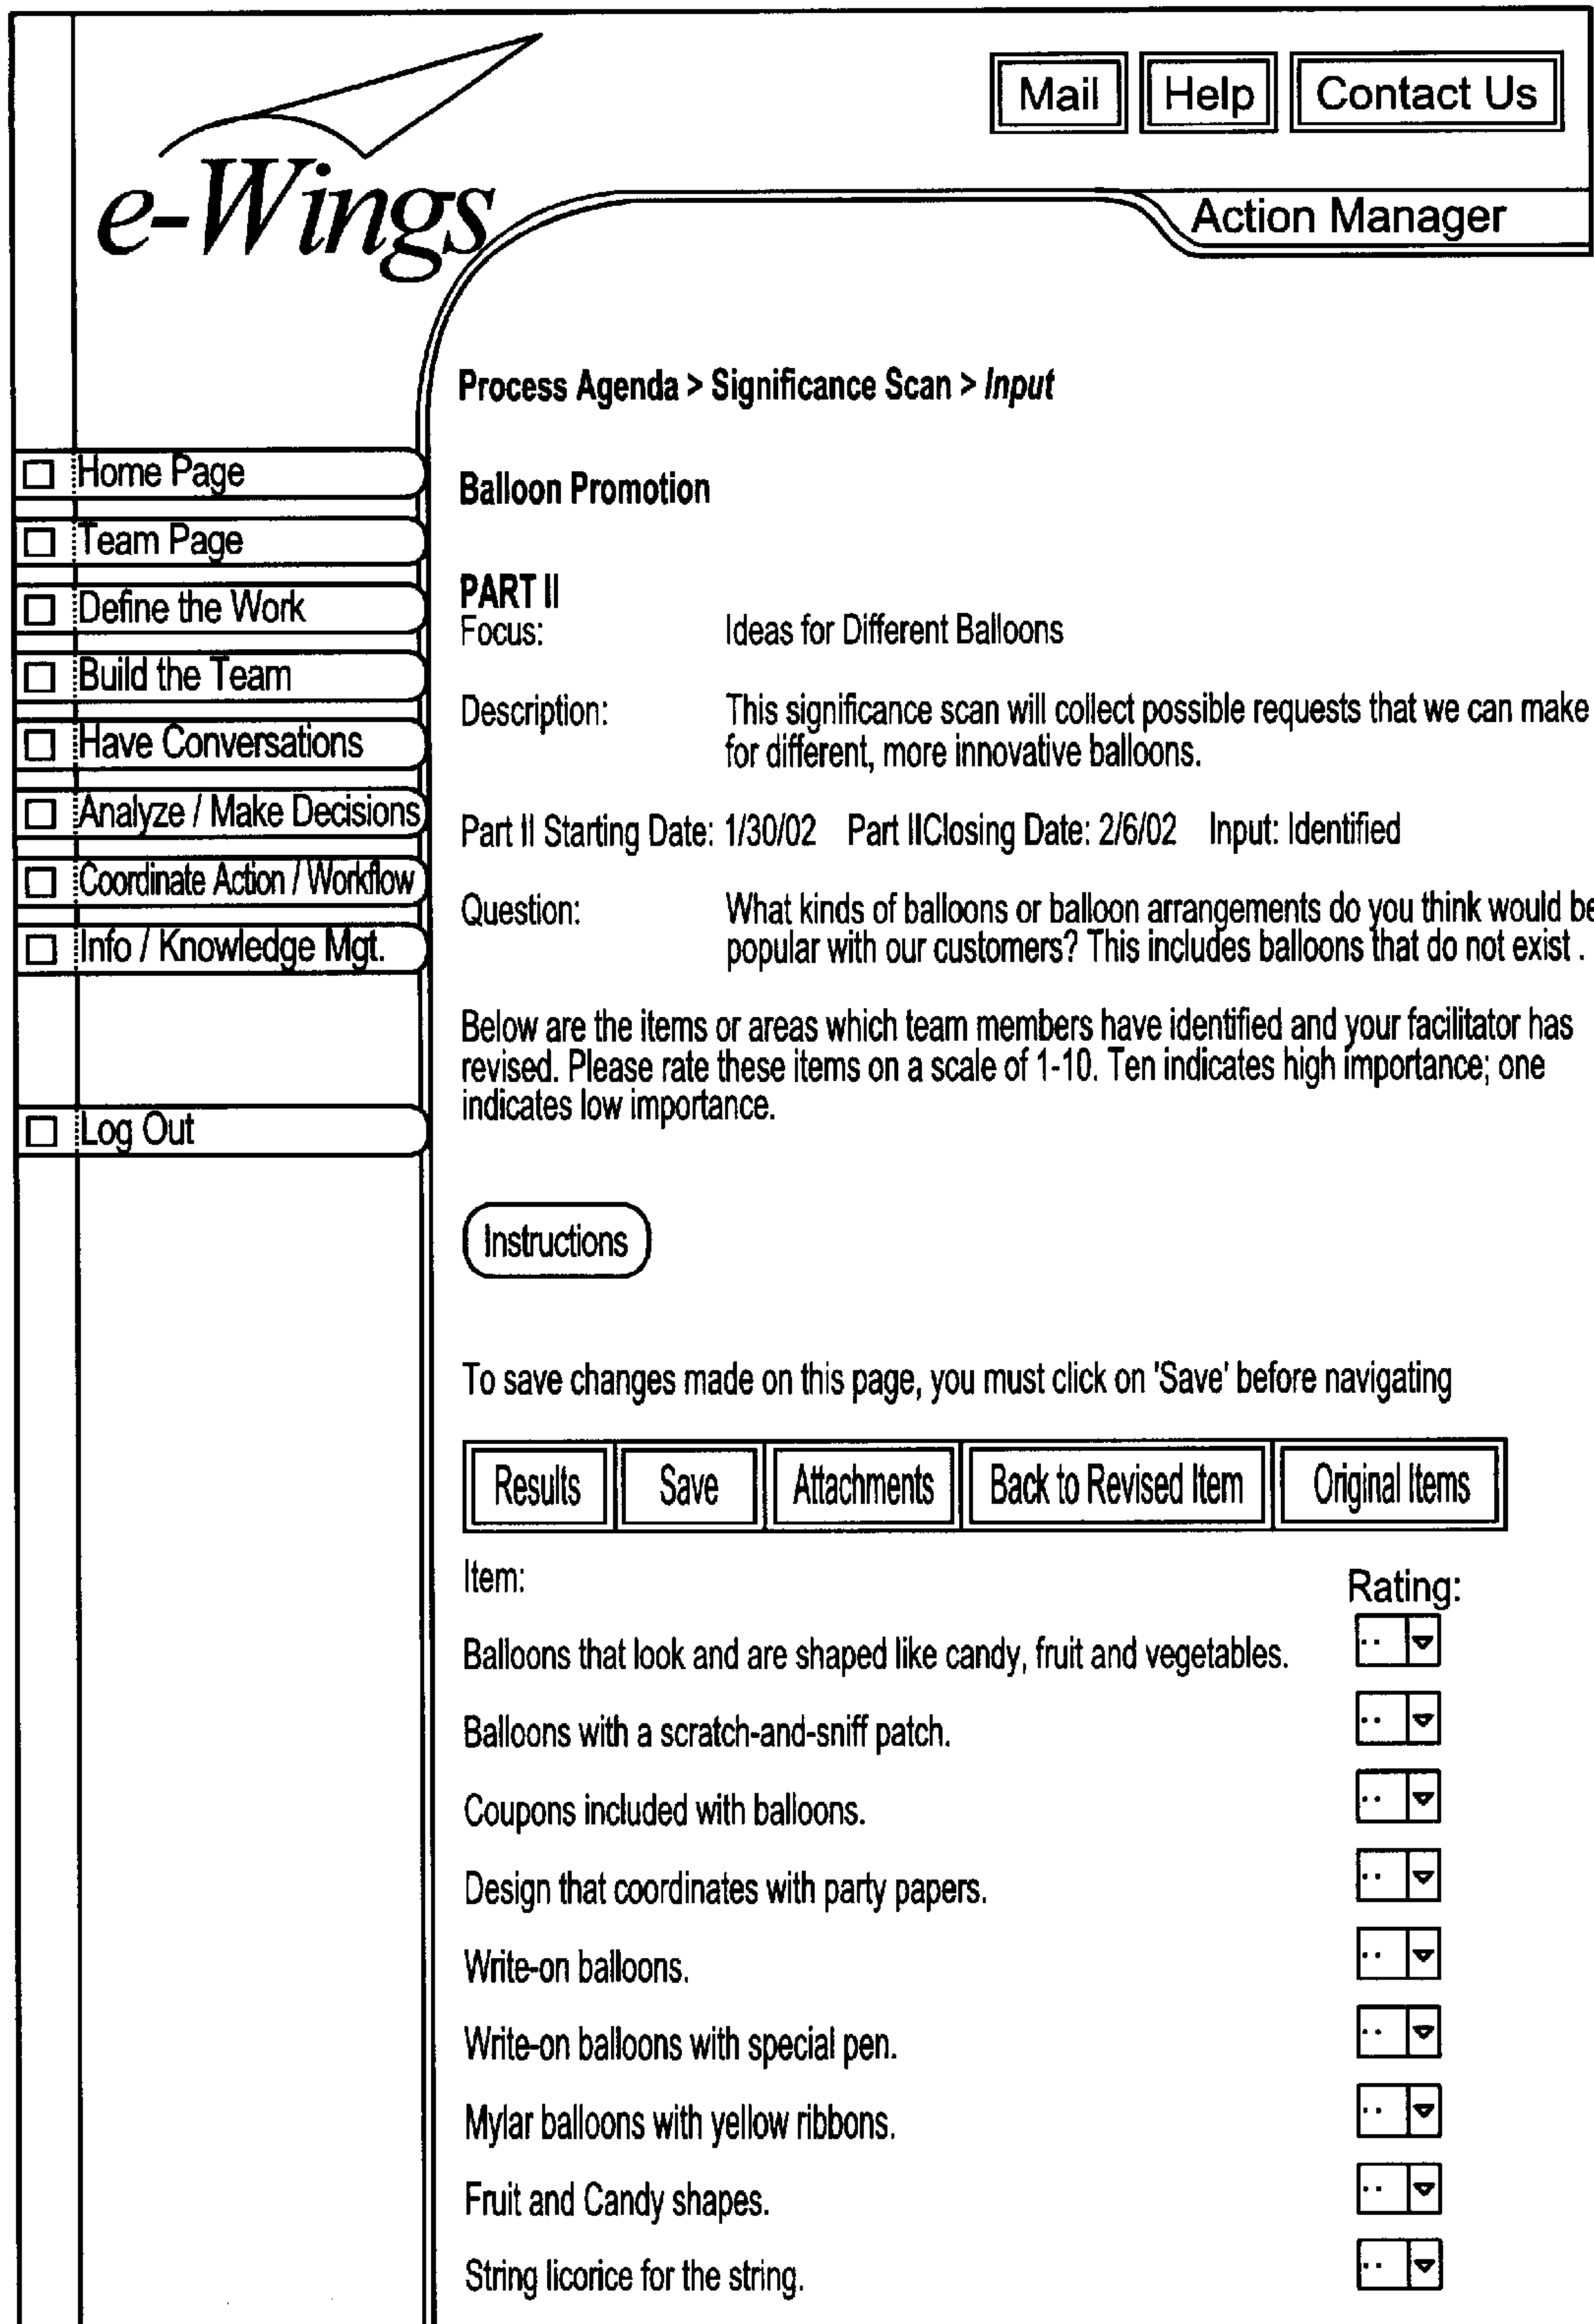 Mail Help Contact Us
e-Wings
Action Manager
Process Agenda > Significance Scan > Input
Home Page
Team Page
Define the Work
Build the Team
Have Conversations
Analyze / Make Decisions
Coordinate Action / Workflow
Info / Knowledge Mgt.
Log Out
Balloon Promotion
PART II
Focus: Ideas for Different Balloons
Description: This significance scan will collect possible requests that we can make
for different, more innovative balloons.
Part II Starting Date: 1/30/02 Part IIClosing Date: 2/6/02 Input: Identified
Question: What kinds of balloons or balloon arrangements do you think would be
popular with our customers? This includes balloons that do not exist .
Below are the items or areas which team members have identified and your facilitator has
revised. Please rate these items on a scale of 1-10. Ten indicates high importance; one
indicates low importance.
Instructions
To save changes made on this page, you must click on 'Save' before navigating
Results Save Attachments Back to Revised Item Original Items
Item: Rating:
Balloons that look and are shaped like candy, fruit and vegetables. ..
Balloons with a scratch-and-sniff patch. ..
Coupons included with balloons. ..
Design that coordinates with party papers. ..
Write-on balloons. ..
Write-on balloons with special pen. ..
Mylar balloons with yellow ribbons. ..
Fruit and Candy shapes. ..
String licorice for the string. ..